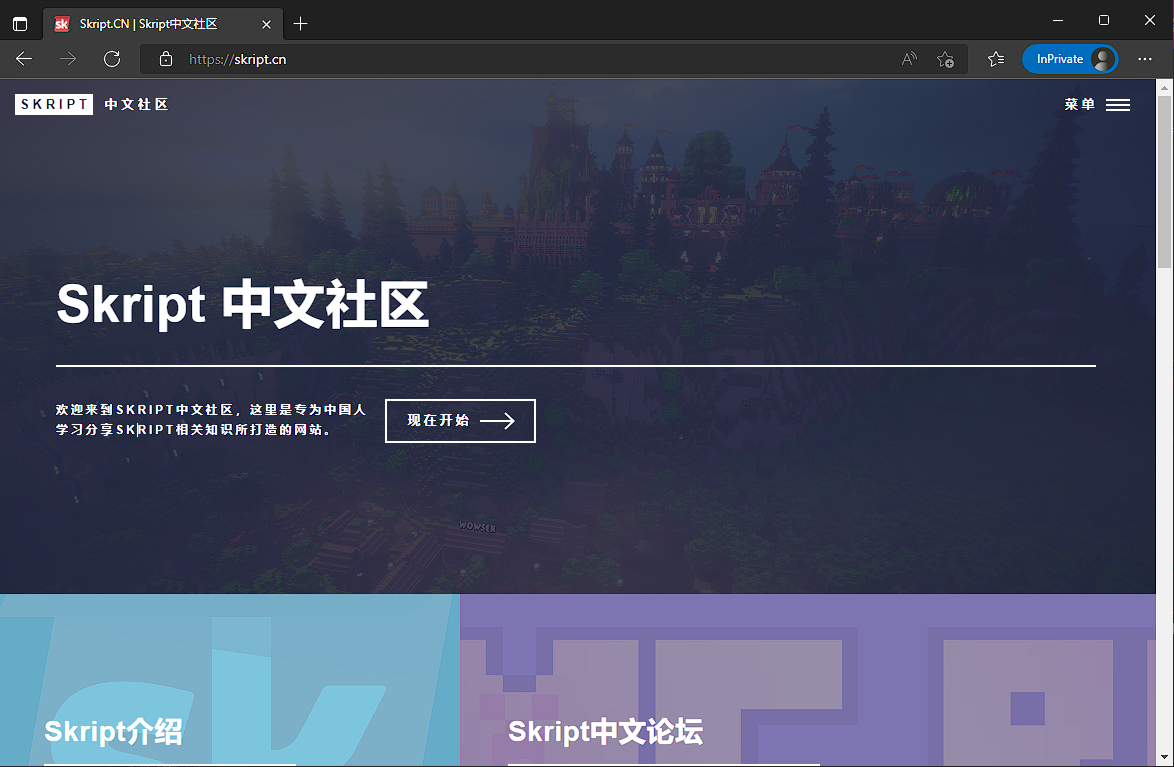 sk Skript.CN | Skript中文社区
https://skript.cn
InPrivate
SKRIPT 中文社区
菜单
Skript 中文社区
欢迎来到SKRIPT中文社区，这里是专为中国人
学习分享SKRIPT相关知识所打造的网站。
现在开始
WOWSER
sk
Skript介绍
Skript中文论坛